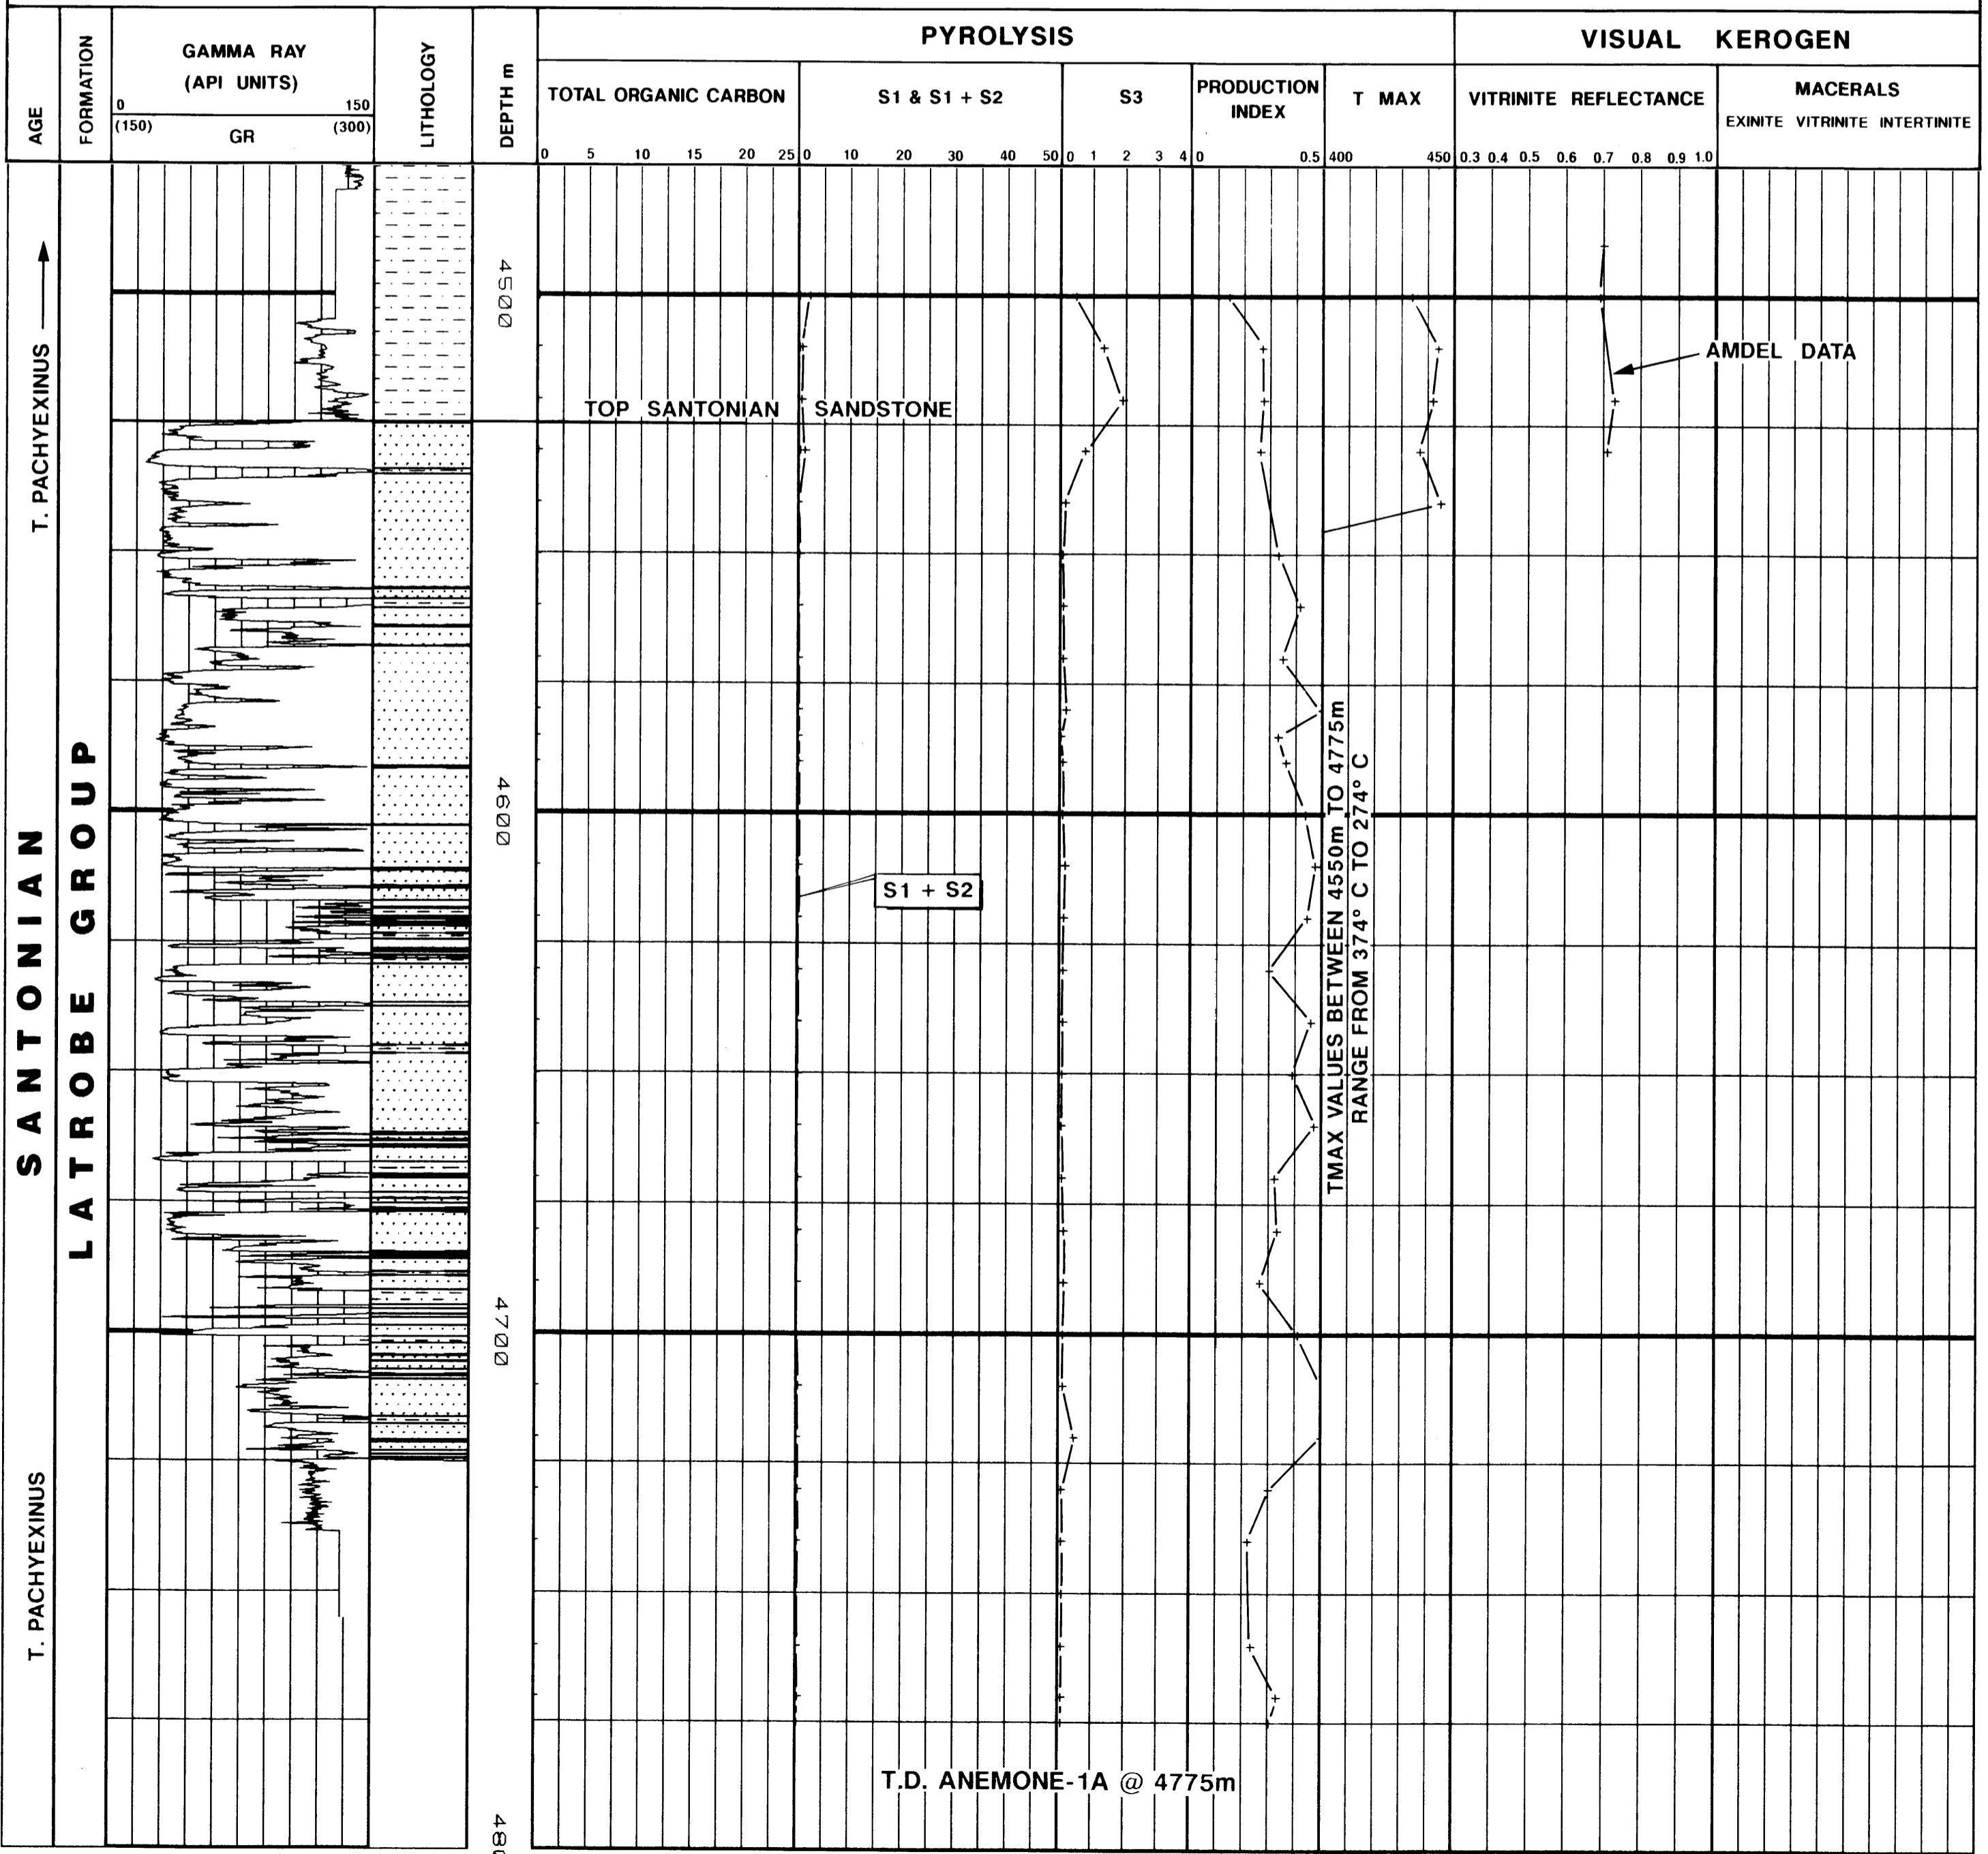 PYROLYSIS
VISUAL KEROGEN
AGE
FORMATION
GAMMA RAY
(API UNITS)
0 150
(150) (300)
GR
LITHOLOGY
DEPTH m
TOTAL ORGANIC CARBON
S1 & S1 + S2
S3
PRODUCTION
INDEX
T MAX
VITRINITE REFLECTANCE
MACERALS
EXINITE VITRINITE INTERTINITE
0 5 10 15 20 25
0 10 20 30 40 50
0 1 2 3 4
0 0.5
400 450
0.3 0.4 0.5 0.6 0.7 0.8 0.9 1.0
T. PACHYEXINUS
SANTONIAN
T. PACHYEXINUS
LATROBE GROUP
4500
AMDEL DATA
TOP SANTONIAN SANDSTONE
4600
S1 + S2
TMAX VALUES BETWEEN 4550m TO 4775m
RANGE FROM 374° C TO 274° C
4700
T.D. ANEMONE-1A @ 4775m